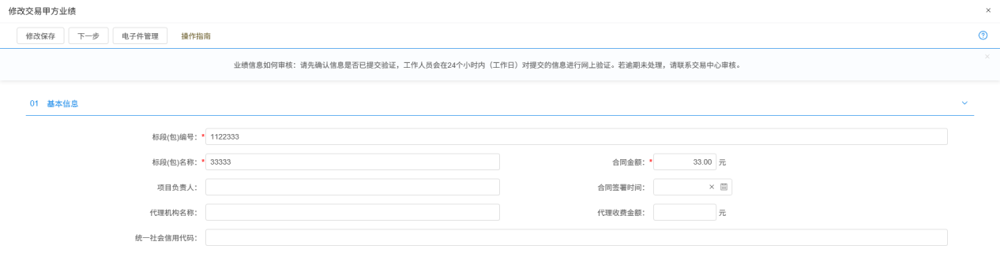 修改交易甲方业绩
修改保存 下一步 电子件管理 操作指南
业绩信息如何审核：请先确认信息是否已提交验证，工作人员会在24个小时内（工作日）对提交的信息进行网上验证。若逾期未处理，请联系交易中心审核。
01 基本信息
标段(包)编号：* 1122333
标段(包)名称：* 33333 合同金额：* 33.00 元
项目负责人： 合同签署时间：
代理机构名称： 代理收费金额： 元
统一社会信用代码：